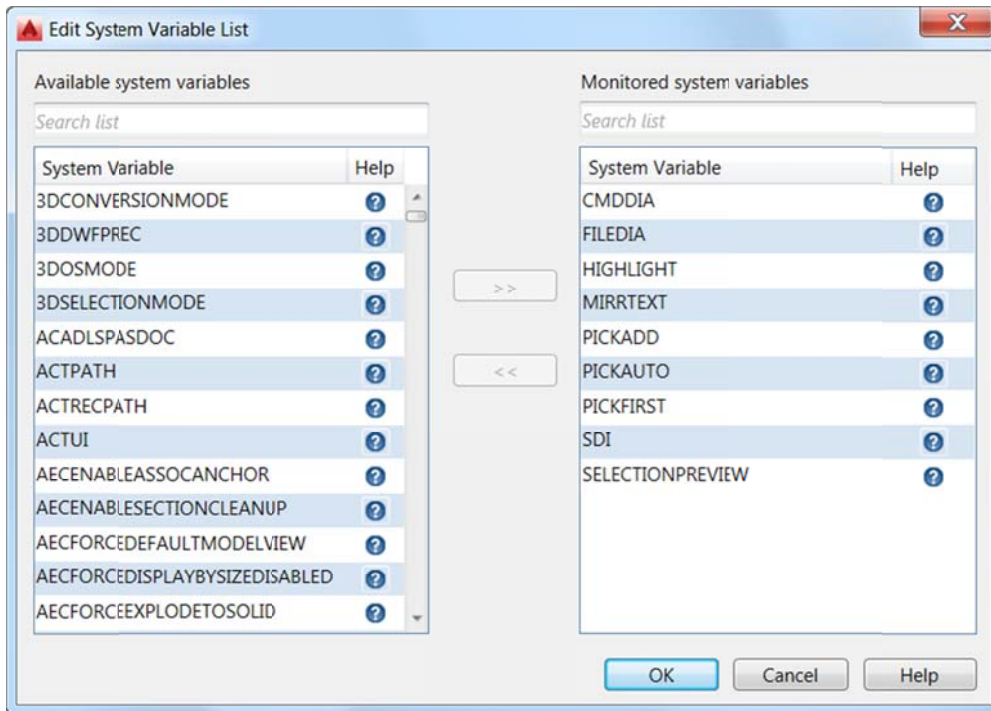 Edit System Variable List
Available system variables
Search list
System Variable Help
3DCONVERSIONMODE
3DDWFPREC
3DOSMODE
3DSELECTIONMODE
ACADLSPASDOC
ACTPATH
ACTRECPATH
ACTUI
AECENABLEASSOCANCHOR
AECENABLESECTIONCLEANUP
AECFORCEDEFAULTMODELVIEW
AECFORCEDISPLAYBYSIZEDISABLED
AECFORCEEXPLODETOSOLID
>>
<<
Monitored system variables
Search list
System Variable Help
CMDDIA
FILEDIA
HIGHLIGHT
MIRRTEXT
PICKADD
PICKAUTO
PICKFIRST
SDI
SELECTIONPREVIEW
OK Cancel Help